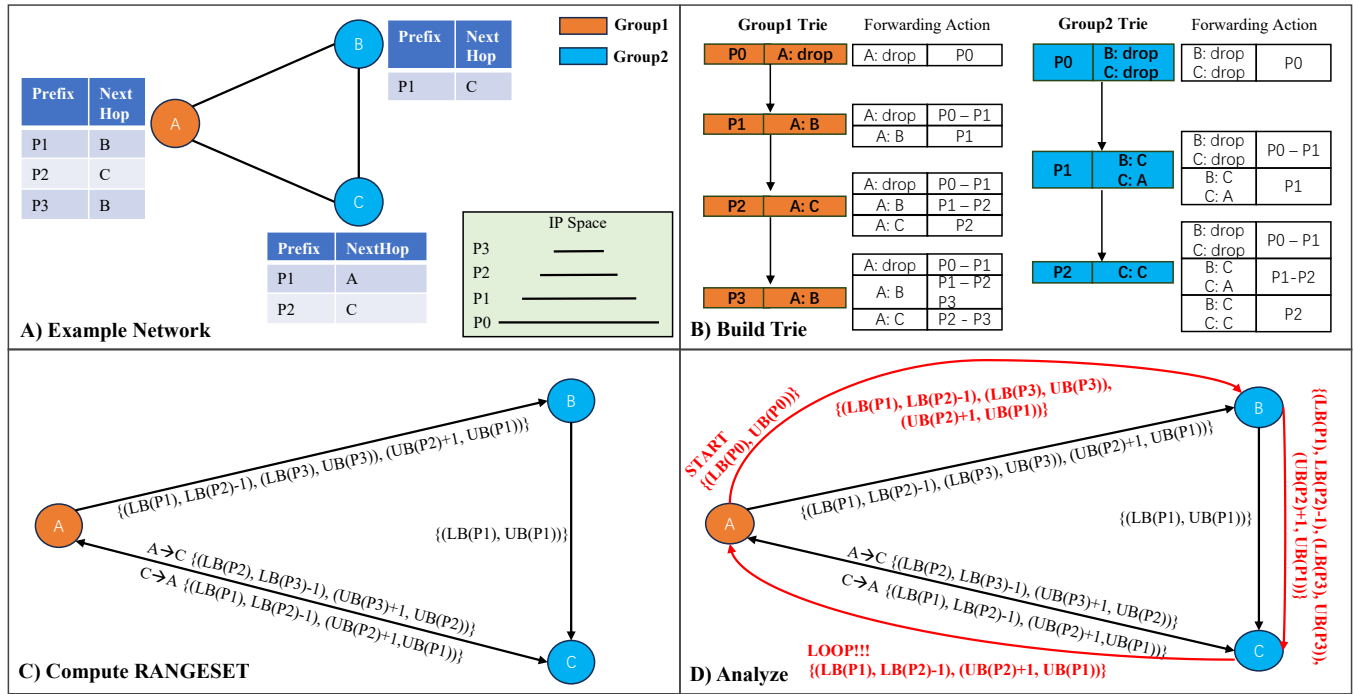 Prefix Next Hop
P1 B
P2 C
P3 B
A
B
C
Prefix Next Hop
P1 C
Prefix NextHop
P1 A
P2 C
Group1
Group2
IP Space
P3
P2
P1
P0
A) Example Network
Group1 Trie Forwarding Action
P0 A: drop
A: drop P0
P1 A: B
A: drop P0 – P1
A: B P1
P2 A: C
A: drop P0 – P1
A: B P1 – P2
A: C P2
P3 A: B
A: drop P0 – P1
A: B P1 – P2
P3
A: C P2 - P3
Group2 Trie Forwarding Action
P0 B: drop
C: drop
B: drop
C: drop P0
P1 B: C
C: A
B: drop
C: drop P0 – P1
B: C
C: A P1
P2 C: C
B: drop
C: drop P0 – P1
B: C
C: A P1-P2
B: C
C: C P2
B) Build Trie
A
B
C
{(LB(P1), LB(P2)-1), (LB(P3), UB(P3)), (UB(P2)+1, UB(P1))}
{(LB(P1), UB(P1))}
A→C {(LB(P2), LB(P3)-1), (UB(P3)+1, UB(P2))}
C→A {(LB(P1), LB(P2)-1), (UB(P2)+1,UB(P1))}
C) Compute RANGESET
START
{(LB(P0), UB(P0))}
{(LB(P1), LB(P2)-1), (LB(P3), UB(P3)),
(UB(P2)+1, UB(P1))}
A
B
C
{(LB(P1), LB(P2)-1), (LB(P3), UB(P3)), (UB(P2)+1, UB(P1))}
{(LB(P1), UB(P1))}
{(LB(P1), LB(P2)-1), (LB(P3), UB(P3)),
(UB(P2)+1, UB(P1))}
A→C {(LB(P2), LB(P3)-1), (UB(P3)+1, UB(P2))}
C→A {(LB(P1), LB(P2)-1), (UB(P2)+1,UB(P1))}
LOOP!!!
{(LB(P1), LB(P2)-1), (UB(P2)+1, UB(P1))}
D) Analyze